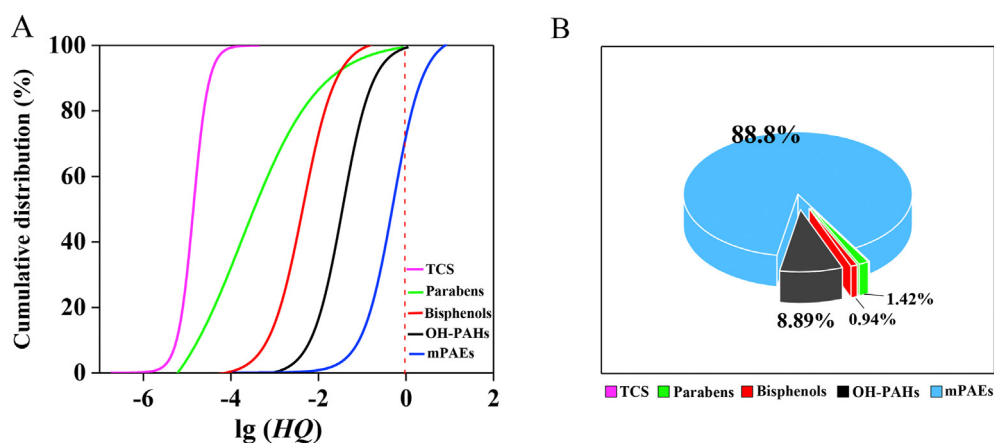 A
Cumulative distribution (%)
100
80
60
40
20
0
-6
-4
-2
0
2
lg (HQ)
TCS
Parabens
Bisphenols
OH-PAHs
mPAEs
B
88.8%
1.42%
0.94%
8.89%
TCS Parabens Bisphenols OH-PAHs mPAEs